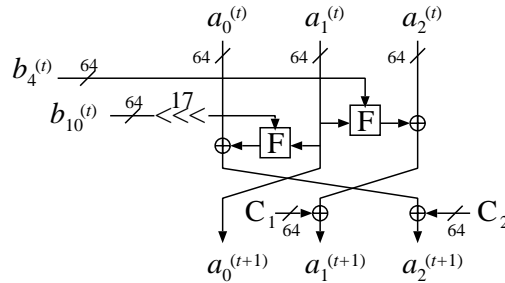 a₀⁽ᵗ⁾ a₁⁽ᵗ⁾ a₂⁽ᵗ⁾
64 64 64
b₄⁽ᵗ⁾ 64
b₁₀⁽ᵗ⁾ 64 <<< 17
F
F
C₁ 64 64 C₂
a₀⁽ᵗ⁺¹⁾ a₁⁽ᵗ⁺¹⁾ a₂⁽ᵗ⁺¹⁾